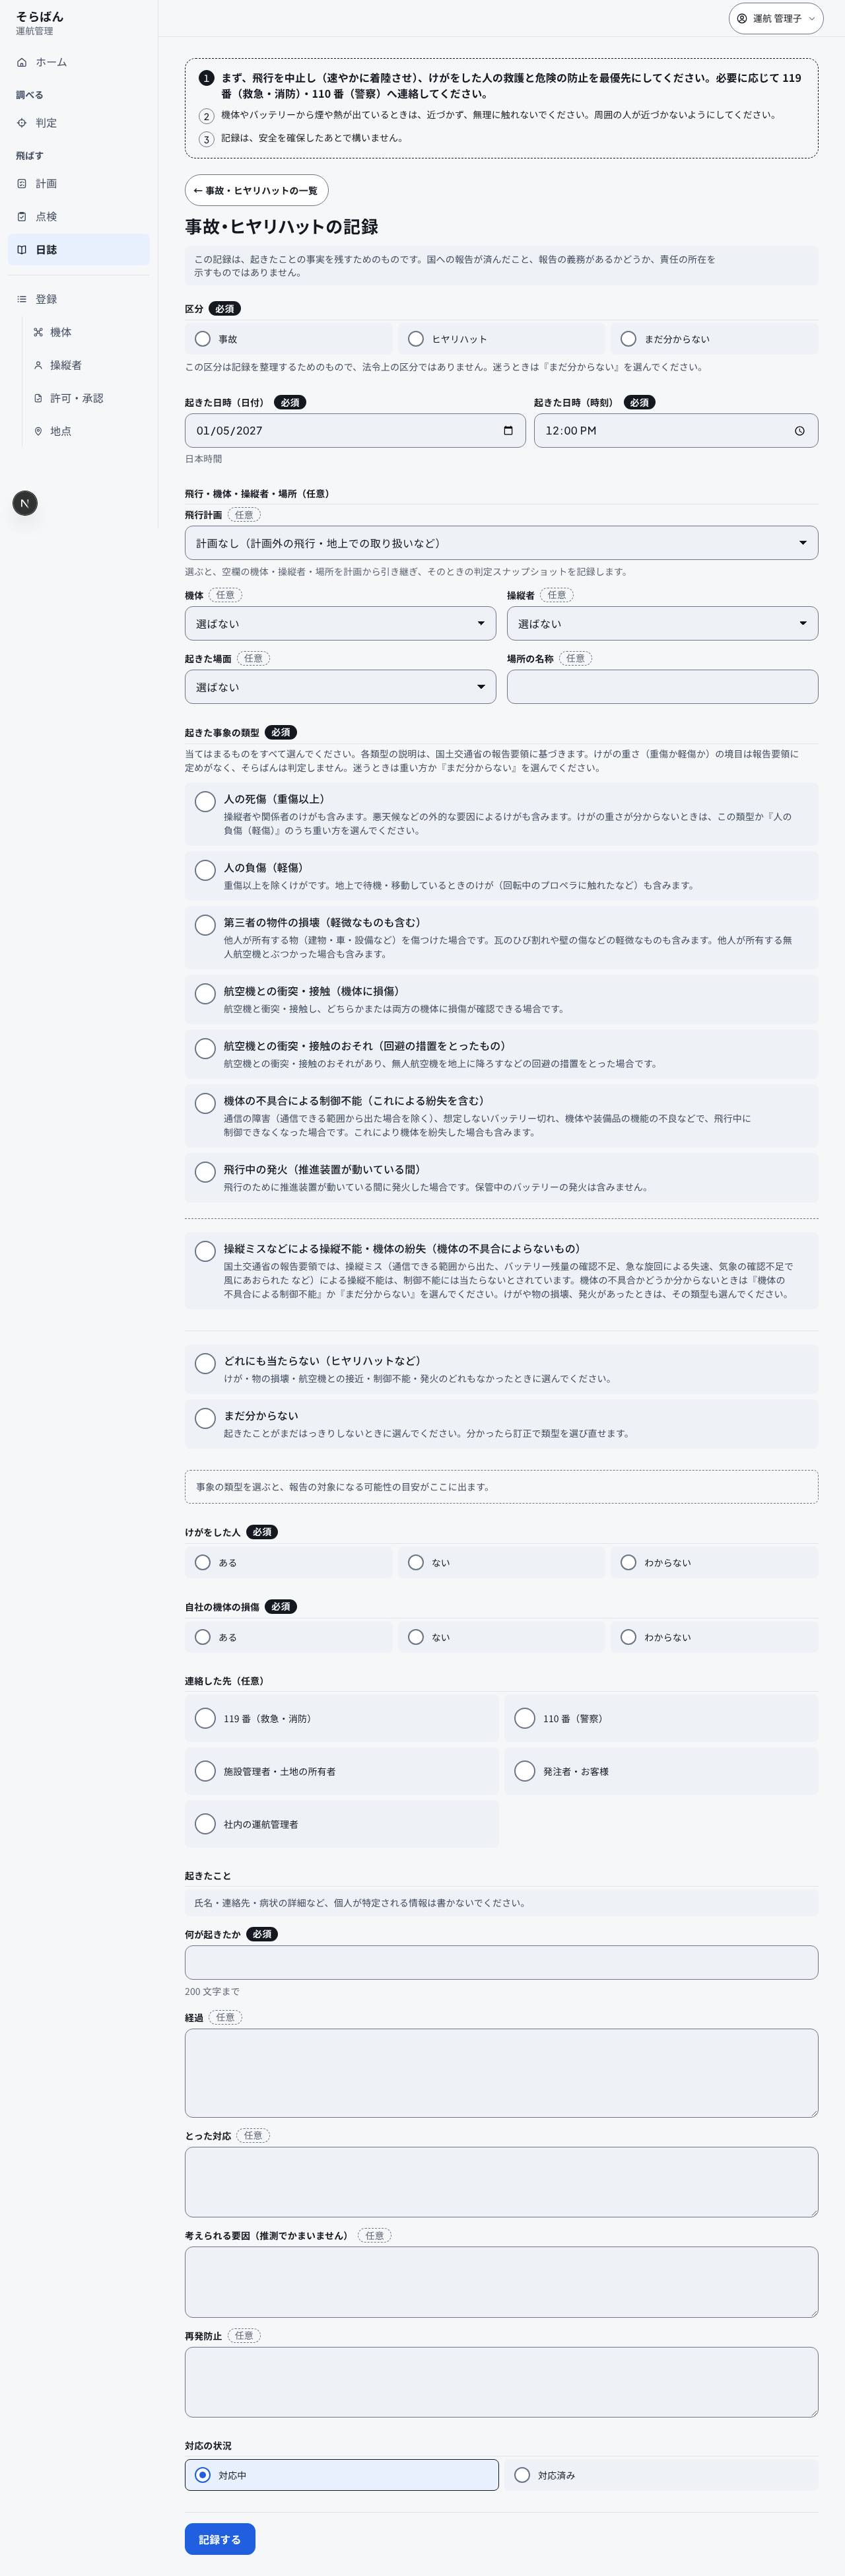 そらばん
運航管理
ホーム
調べる
判定
飛ばす
計画
点検
日誌
登録
機体
操縦者
許可・承認
地点
N
運航 管理子
1 まず、飛行を中止し（速やかに着陸させ）、けがをした人の救護と危険の防止を最優先にしてください。必要に応じて 119
番（救急・消防）・110 番（警察）へ連絡してください。
2 機体やバッテリーから煙や熱が出ているときは、近づかず、無理に触れないでください。周囲の人が近づかないようにしてください。
3 記録は、安全を確保したあとで構いません。
← 事故・ヒヤリハットの一覧
事故・ヒヤリハットの記録
この記録は、起きたことの事実を残すためのものです。国への報告が済んだこと、報告の義務があるかどうか、責任の所在を
示すものではありません。
区分 必須
事故 ヒヤリハット まだ分からない
この区分は記録を整理するためのもので、法令上の区分ではありません。迷うときは『まだ分からない』を選んでください。
起きた日時（日付） 必須 起きた日時（時刻） 必須
01/05/2027 12:00 PM
日本時間
飛行・機体・操縦者・場所（任意）
飛行計画 任意
計画なし（計画外の飛行・地上での取り扱いなど）
選ぶと、空欄の機体・操縦者・場所を計画から引き継ぎ、そのときの判定スナップショットを記録します。
機体 任意 操縦者 任意
選ばない 選ばない
起きた場面 任意 場所の名称 任意
選ばない
起きた事象の類型 必須
当てはまるものをすべて選んでください。各類型の説明は、国土交通省の報告要領に基づきます。けがの重さ（重傷か軽傷か）の境目は報告要領に
定めがなく、そらばんは判定しません。迷うときは重い方か『まだ分からない』を選んでください。
人の死傷（重傷以上）
操縦者や関係者のけがも含みます。悪天候などの外的な要因によるけがも含みます。けがの重さが分からないときは、この類型か『人の
負傷（軽傷）』のうち重い方を選んでください。
人の負傷（軽傷）
重傷以上を除くけがです。地上で待機・移動しているときのけが（回転中のプロペラに触れたなど）も含みます。
第三者の物件の損壊（軽微なものも含む）
他人が所有する物（建物・車・設備など）を傷つけた場合です。瓦のひび割れや壁の傷などの軽微なものも含みます。他人が所有する無
人航空機とぶつかった場合も含みます。
航空機との衝突・接触（機体に損傷）
航空機と衝突・接触し、どちらかまたは両方の機体に損傷が確認できる場合です。
航空機との衝突・接触のおそれ（回避の措置をとったもの）
航空機との衝突・接触のおそれがあり、無人航空機を地上に降ろすなどの回避の措置をとった場合です。
機体の不具合による制御不能（これによる紛失を含む）
通信の障害（通信できる範囲から出た場合を除く）、想定しないバッテリー切れ、機体や装備品の機能の不良などで、飛行中に
制御できなくなった場合です。これにより機体を紛失した場合も含みます。
飛行中の発火（推進装置が動いている間）
飛行のために推進装置が動いている間に発火した場合です。保管中のバッテリーの発火は含みません。
操縦ミスなどによる操縦不能・機体の紛失（機体の不具合によらないもの）
国土交通省の報告要領では、操縦ミス（通信できる範囲から出た、バッテリー残量の確認不足、急な旋回による失速、気象の確認不足で
風にあおられた など）による操縦不能は、制御不能には当たらないとされています。機体の不具合かどうか分からないときは『機体の
不具合による制御不能』か『まだ分からない』を選んでください。けがや物の損壊、発火があったときは、その類型も選んでください。
どれにも当たらない（ヒヤリハットなど）
けが・物の損壊・航空機との接近・制御不能・発火のどれもなかったときに選んでください。
まだ分からない
起きたことがまだはっきりしないときに選んでください。分かったら訂正で類型を選び直せます。
事象の類型を選ぶと、報告の対象になる可能性の目安がここに出ます。
けがをした人 必須
ある ない わからない
自社の機体の損傷 必須
ある ない わからない
連絡した先（任意）
119 番（救急・消防） 110 番（警察）
施設管理者・土地の所有者 発注者・お客様
社内の運航管理者
起きたこと
氏名・連絡先・病状の詳細など、個人が特定される情報は書かないでください。
何が起きたか 必須
200 文字まで
経過 任意
とった対応 任意
考えられる要因（推測でかまいません） 任意
再発防止 任意
対応の状況
対応中 対応済み
記録する